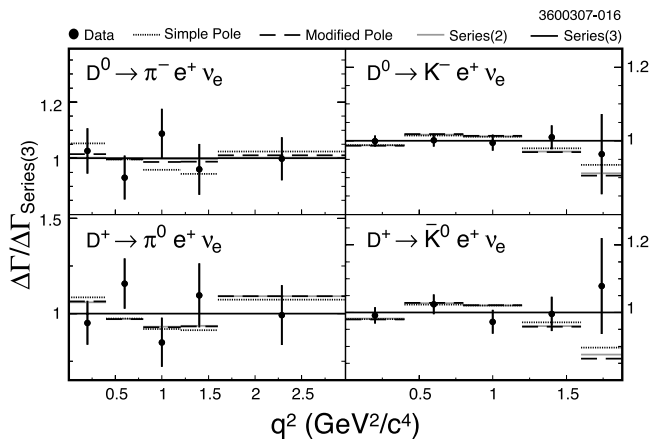 3600307-016
Data Simple Pole Modified Pole Series(2) Series(3)
D⁰ → π⁻ e⁺ νₑ
D⁰ → K⁻ e⁺ νₑ
1.2
1
1.2
1
D⁺ → π⁰ e⁺ νₑ
D⁺ → K̄⁰ e⁺ νₑ
1.5
1
1.2
1
ΔΓ/ΔΓSeries(3)
0.5 1 1.5 2 2.5 0.5 1 1.5
q² (GeV²/c⁴)